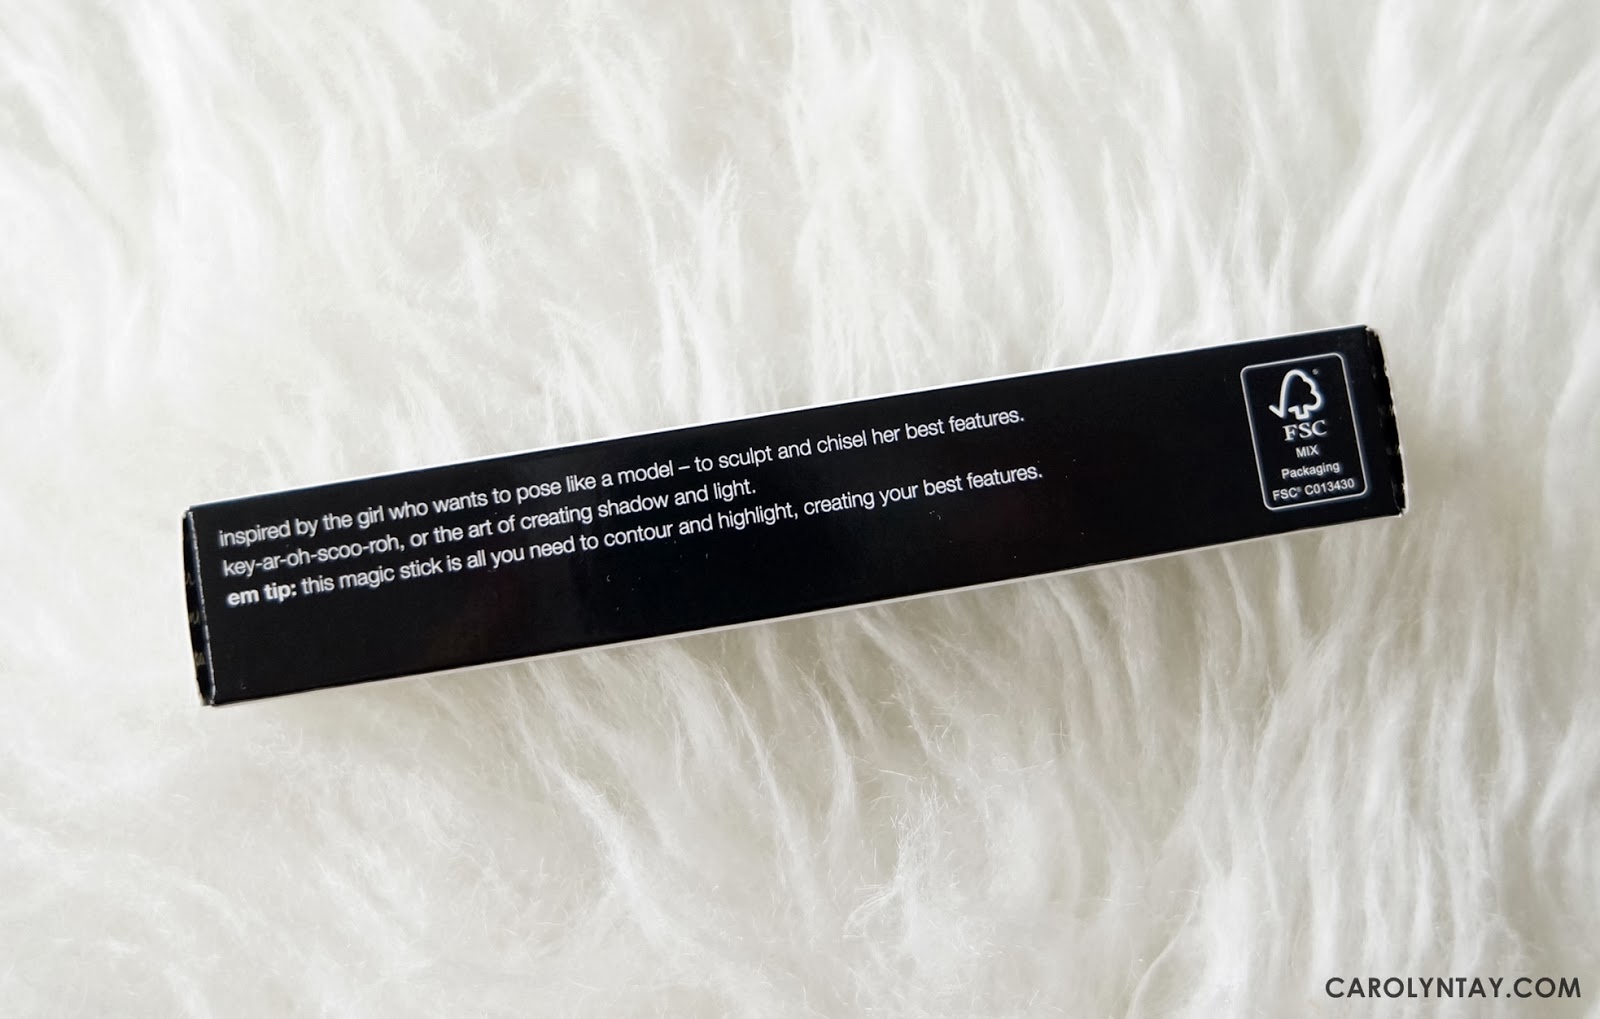 inspired by the girl who wants to pose like a model – to sculpt and chisel her best features.
key-ar-oh-scoo-roh, or the art of creating shadow and light.
em tip: this magic stick is all you need to contour and highlight, creating your best features.
FSC
MIX
Packaging
FSC® C013430
CAROLYNTAY.COM